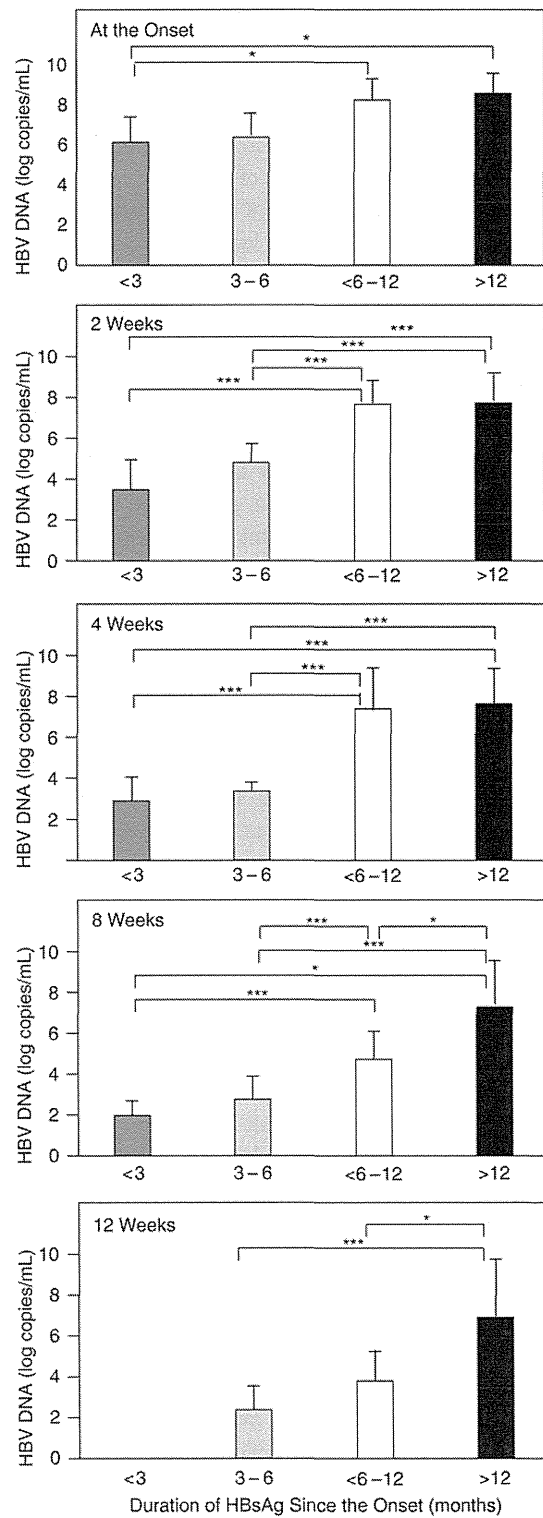 At the Onset
HBV DNA (log copies/mL)
10
8
6
4
2
0
*
*
<3 3–6 <6–12 >12
2 Weeks
HBV DNA (log copies/mL)
10
8
6
4
2
0
***
***
***
***
<3 3–6 <6–12 >12
4 Weeks
HBV DNA (log copies/mL)
10
8
6
4
2
***
***
***
***
<3 3–6 <6–12 >12
8 Weeks
HBV DNA (log copies/mL)
10
8
6
4
2
0
*** *
***
*
***
<3 3–6 <6–12 >12
12 Weeks
HBV DNA (log copies/mL)
10
8
6
4
2
0
*
***
<3 3–6 <6–12 >12
Duration of HBsAg Since the Onset (months)